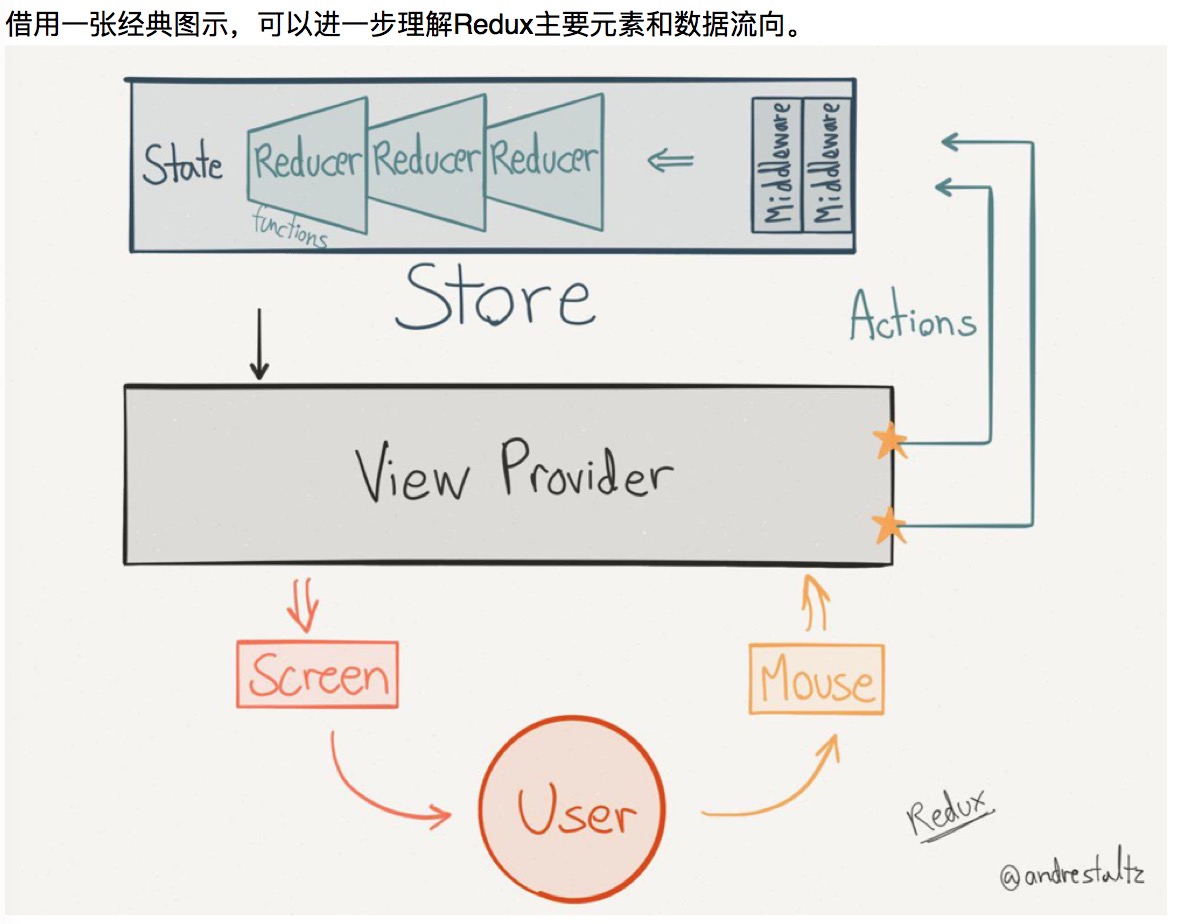 借用一张经典图示，可以进一步理解Redux主要元素和数据流向。
State
Reducer
Reducer
Reducer
functions
Middleware
Middleware
Store
Actions
View Provider
Screen
Mouse
User
Redux
@andrestaltz